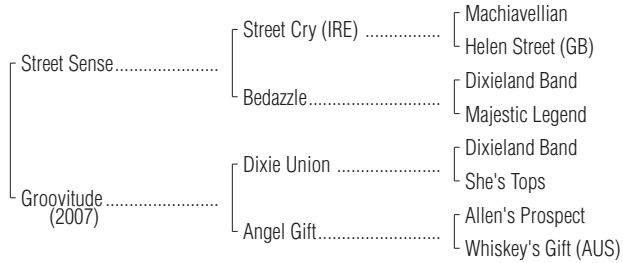 Machiavellian
Street Cry (IRE) ..................
Helen Street (GB)
Street Sense.........................
Dixieland Band
Bedazzle................................
Majestic Legend
Dixieland Band
Dixie Union .........................
She's Tops
Groovitude ...........................
(2007)
Allen's Prospect
Angel Gift.............................
Whiskey's Gift (AUS)